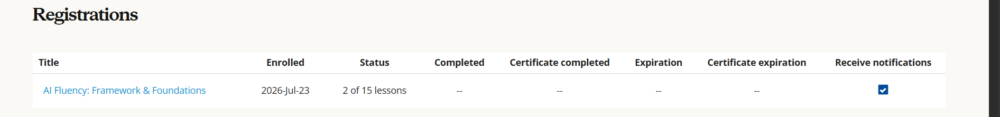 Registrations
Title Enrolled Status Completed Certificate completed Expiration Certificate expiration Receive notifications
AI Fluency: Framework & Foundations 2026-Jul-23 2 of 15 lessons -- -- -- --